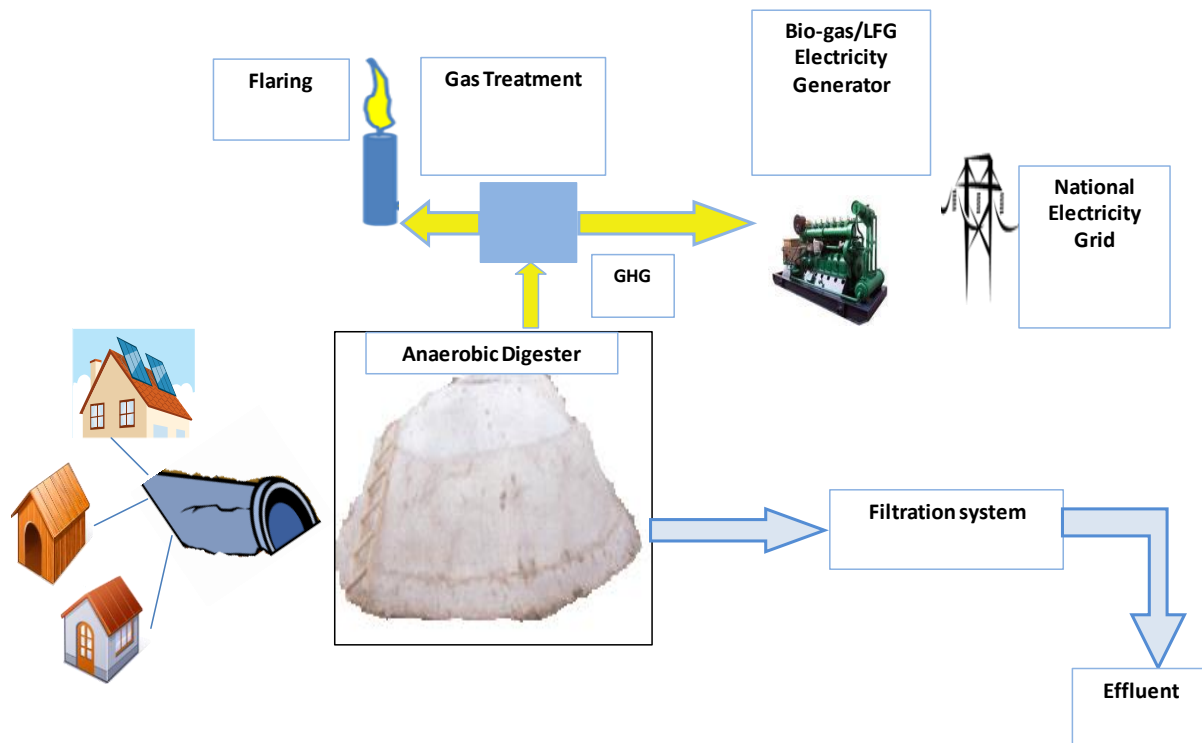 Flaring
Gas Treatment
Bio-gas/LFG
Electricity
Generator
National
Electricity
Grid
GHG
Anaerobic Digester
Filtration system
Effluent